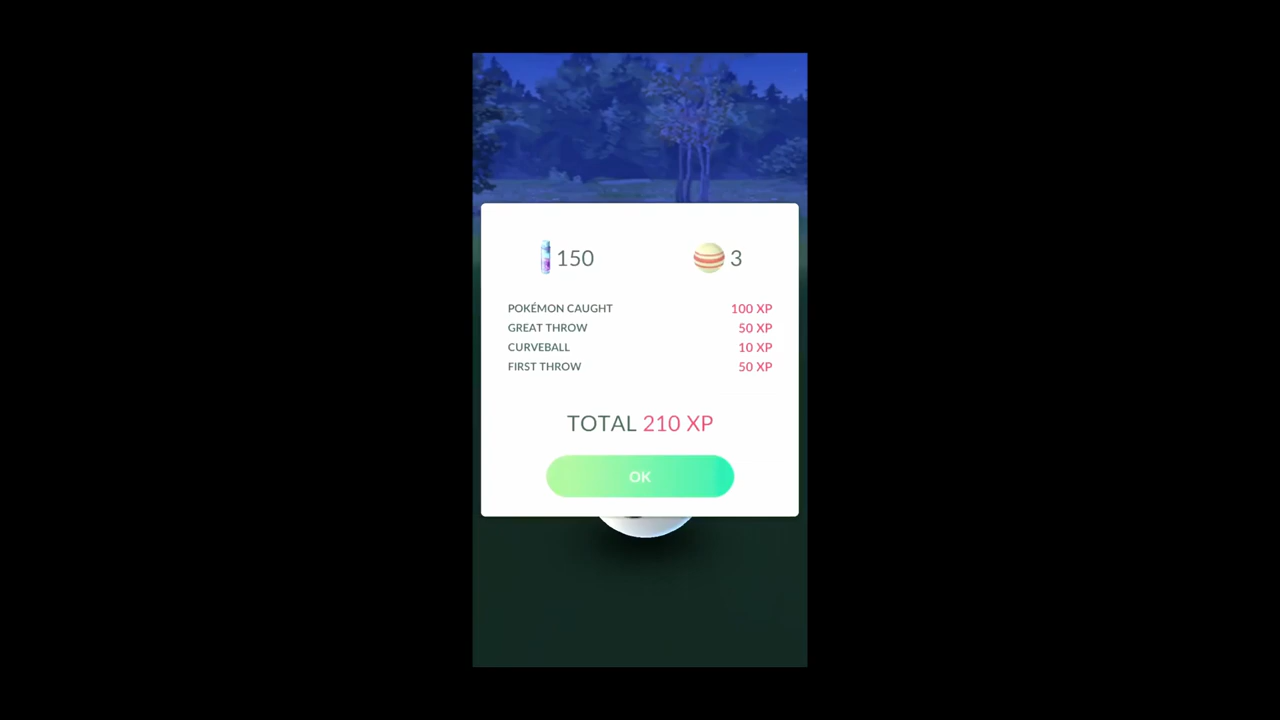 150 3
POKÉMON CAUGHT 100 XP
GREAT THROW 50 XP
CURVEBALL 10 XP
FIRST THROW 50 XP
TOTAL 210 XP
OK